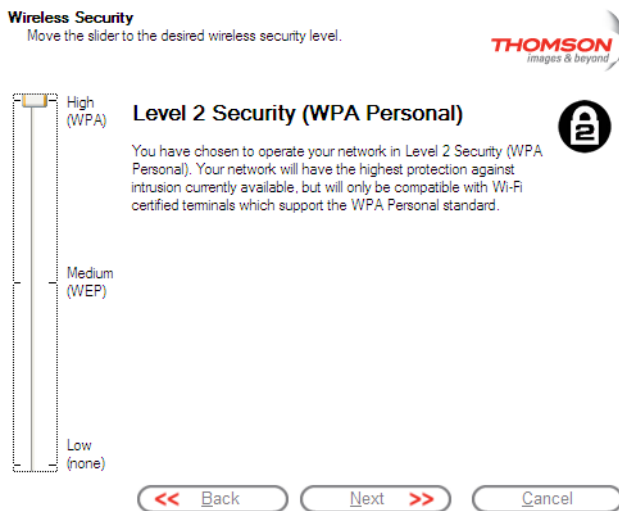 Wireless Security
Move the slider to the desired wireless security level.
THOMSON
images & beyond
High
(WPA)
Level 2 Security (WPA Personal)
2
You have chosen to operate your network in Level 2 Security (WPA
Personal). Your network will have the highest protection against
intrusion currently available, but will only be compatible with Wi-Fi
certified terminals which support the WPA Personal standard.
Medium
(WEP)
Low
(none)
<< Back
Next >>
Cancel